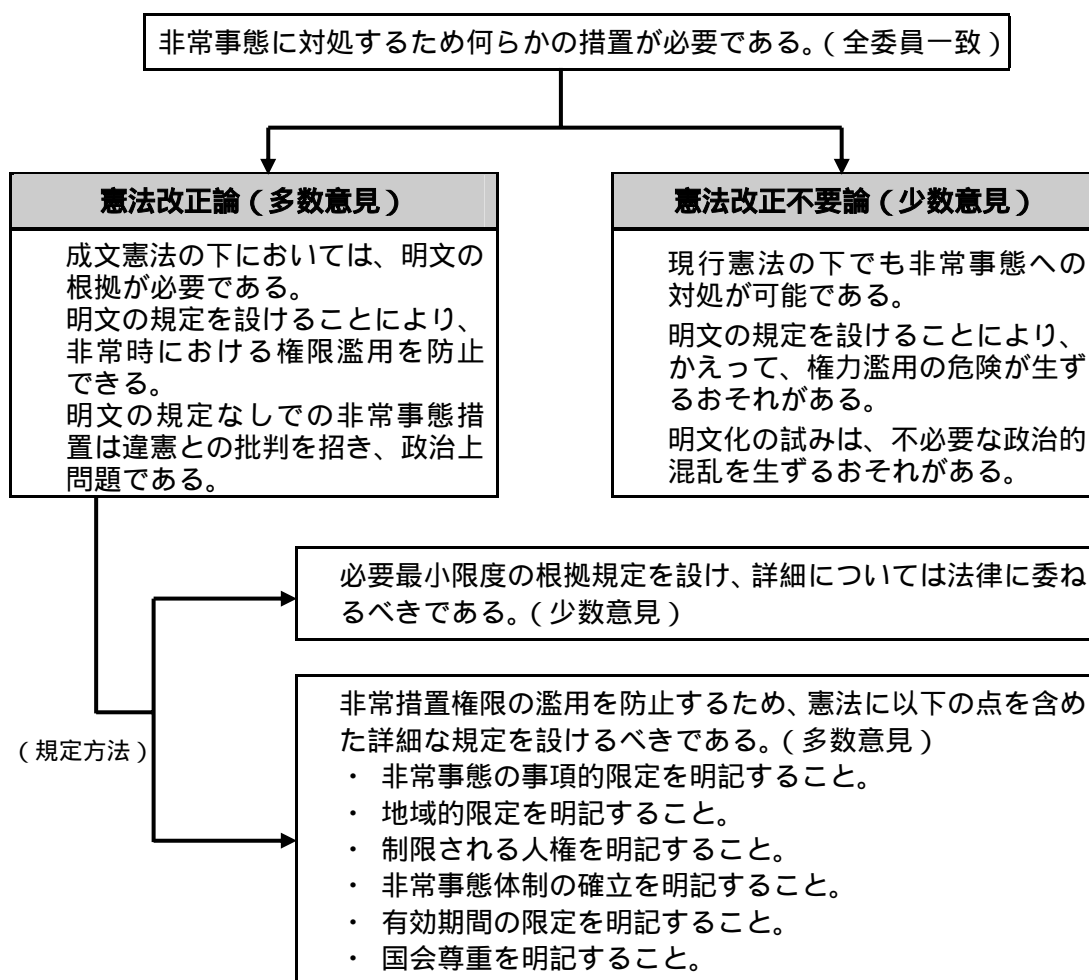 非常事態に対処するため何らかの措置が必要である。(全委員一致)
憲法改正論(多数意見)
成文憲法の下においては、明文の
根拠が必要である。
明文の規定を設けることにより、
非常時における権限濫用を防止
できる。
明文の規定なしでの非常事態措
置は違憲との批判を招き、政治上
問題である。
憲法改正不要論(少数意見)
現行憲法の下でも非常事態への
対処が可能である。
明文の規定を設けることにより、
かえって、権力濫用の危険が生ず
るおそれがある。
明文化の試みは、不必要な政治的
混乱を生ずるおそれがある。
(規定方法)
必要最小限度の根拠規定を設け、詳細については法律に委ね
るべきである。(少数意見)
非常措置権限の濫用を防止するため、憲法に以下の点を含め
た詳細な規定を設けるべきである。(多数意見)
・ 非常事態の事項的限定を明記すること。
・ 地域的限定を明記すること。
・ 制限される人権を明記すること。
・ 非常事態体制の確立を明記すること。
・ 有効期間の限定を明記すること。
・ 国会尊重を明記すること。